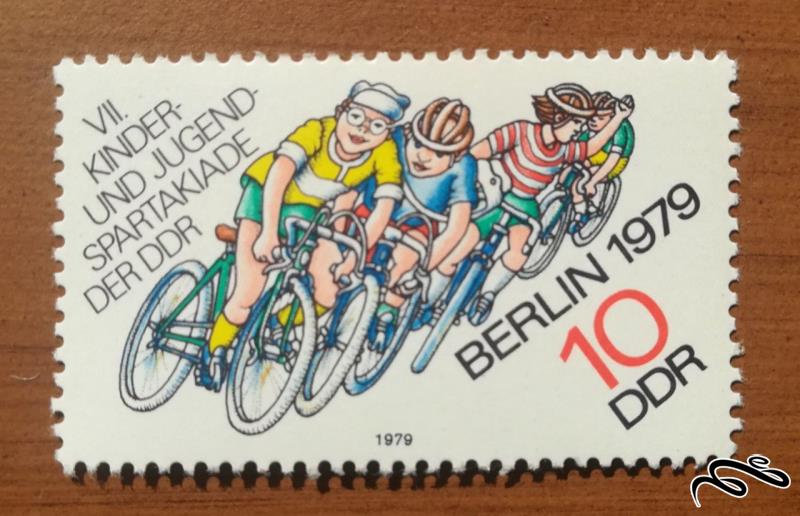 VII.
KINDER-
UND JUGEND-
SPARTAKIADE
DER DDR
BERLIN 1979
10
DDR
1979